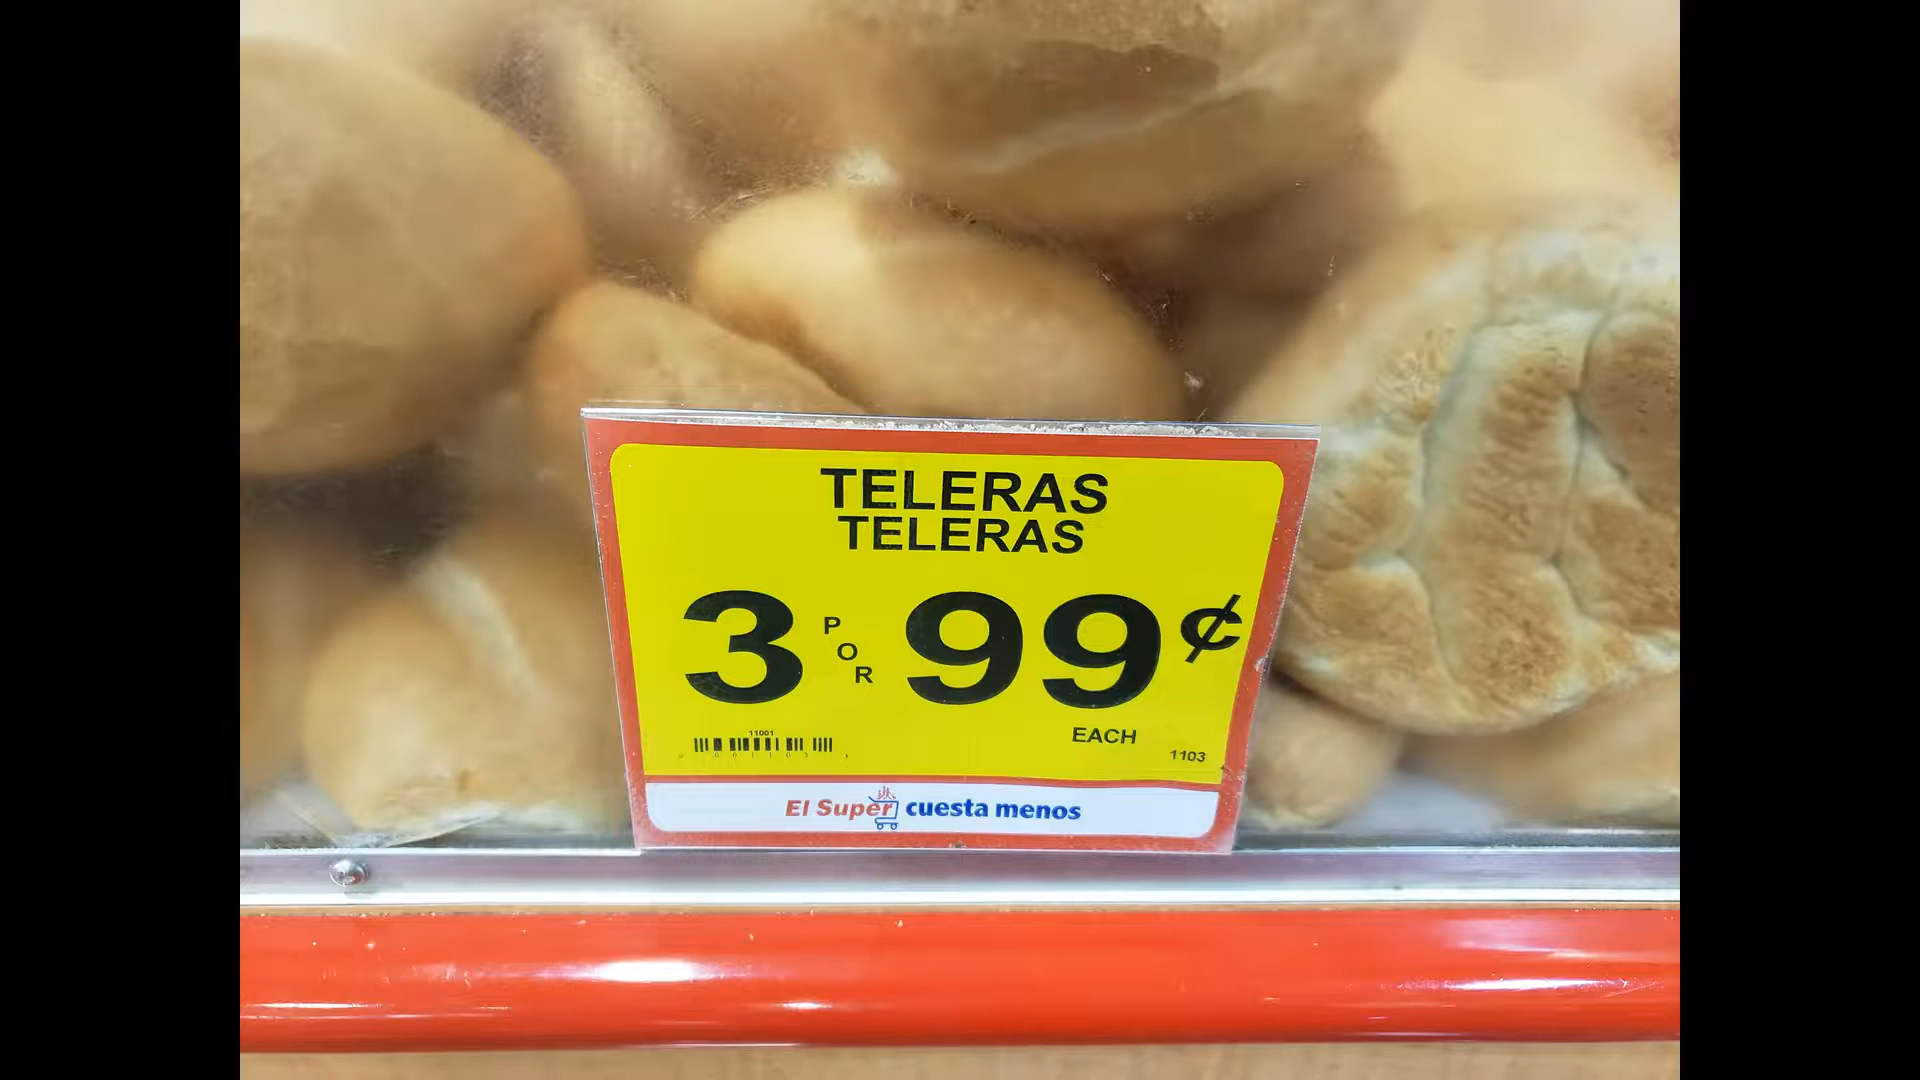 TELERAS
TELERAS
3 POR 99¢
EACH
11001
1103
El Super cuesta menos